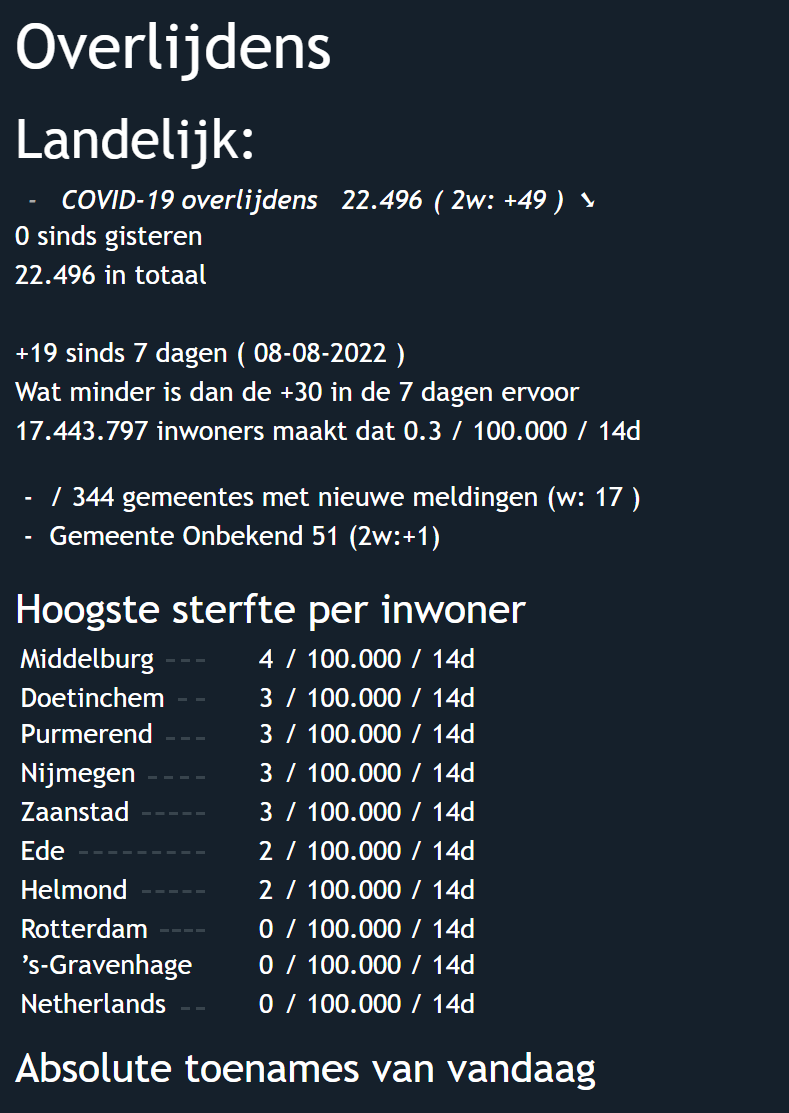 Overlijdens
Landelijk:
- COVID-19 overlijdens 22.496 ( 2w: +49 ) ➘
0 sinds gisteren
22.496 in totaal
+19 sinds 7 dagen ( 08-08-2022 )
Wat minder is dan de +30 in de 7 dagen ervoor
17.443.797 inwoners maakt dat 0.3 / 100.000 / 14d
- / 344 gemeentes met nieuwe meldingen (w: 17 )
- Gemeente Onbekend 51 (2w:+1)
Hoogste sterfte per inwoner
Middelburg --- 4 / 100.000 / 14d
Doetinchem -- 3 / 100.000 / 14d
Purmerend --- 3 / 100.000 / 14d
Nijmegen ---- 3 / 100.000 / 14d
Zaanstad ----- 3 / 100.000 / 14d
Ede --------- 2 / 100.000 / 14d
Helmond ----- 2 / 100.000 / 14d
Rotterdam ---- 0 / 100.000 / 14d
’s-Gravenhage 0 / 100.000 / 14d
Netherlands -- 0 / 100.000 / 14d
Absolute toenames van vandaag